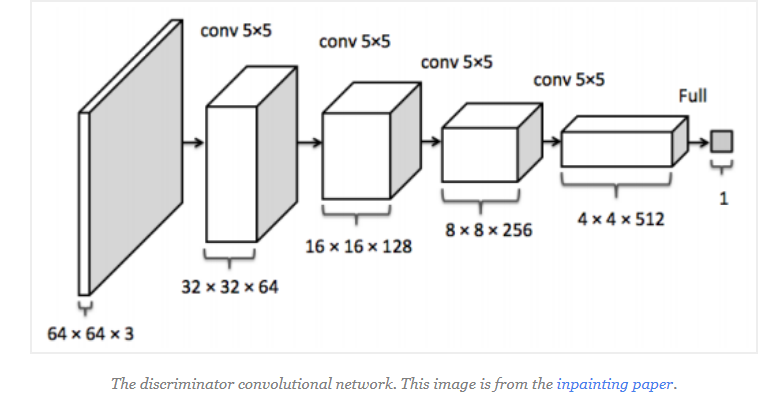 conv 5×5
conv 5×5
conv 5×5
conv 5×5
Full
1
4 × 4 × 512
8 × 8 × 256
16 × 16 × 128
32 × 32 × 64
64 × 64 × 3
The discriminator convolutional network. This image is from the inpainting paper.